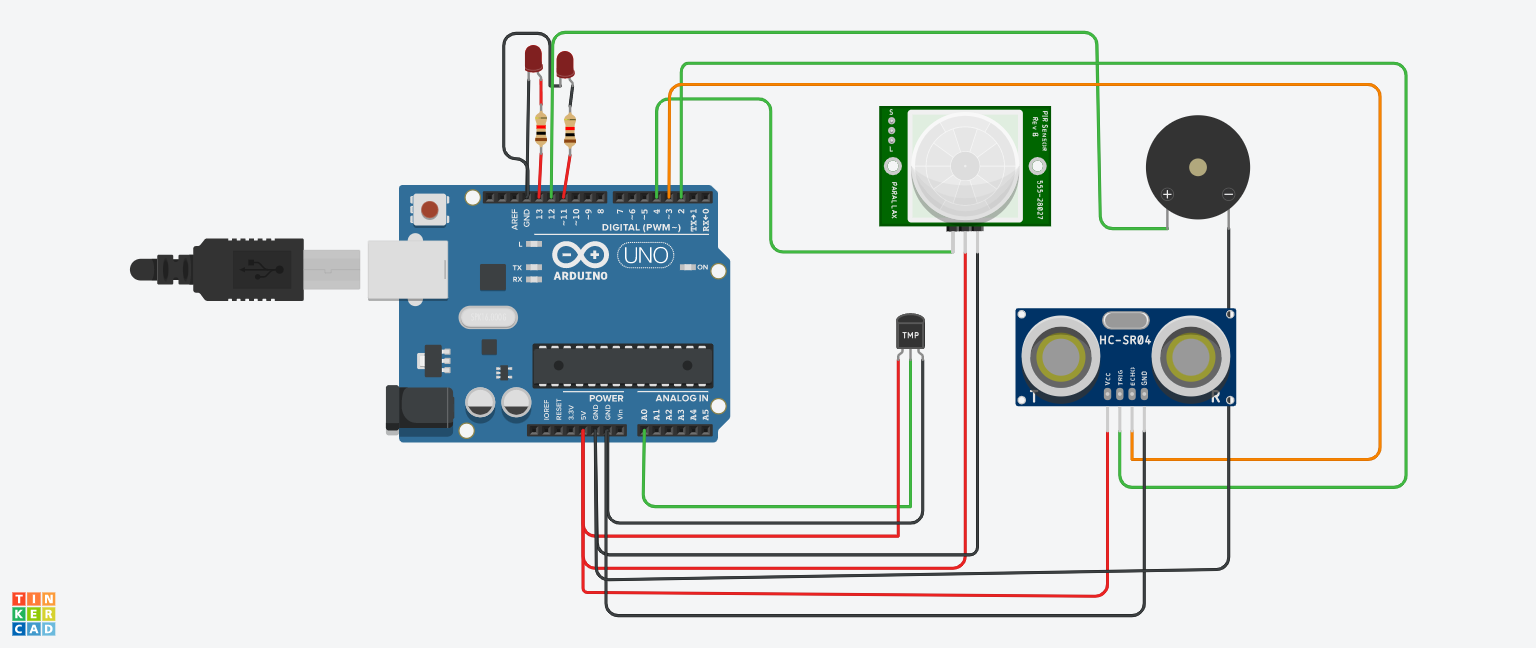 S
L
PARALLAX
PIR SENSOR
Rev B
555-28027
+
−
AREF
GND
13
12
~11
~10
~9
8
7
~6
~5
4
~3
2
TX→1
RX←0
DIGITAL (PWM~)
L
TX
RX
ARDUINO
UNO
ON
TMP
HC-SR04
VCC
TRIG
ECHO
GND
T
R
POWER
ANALOG IN
IOREF
RESET
3.3V
5V
GND
GND
Vin
A0
A1
A2
A3
A4
A5
TIN
KER
CAD